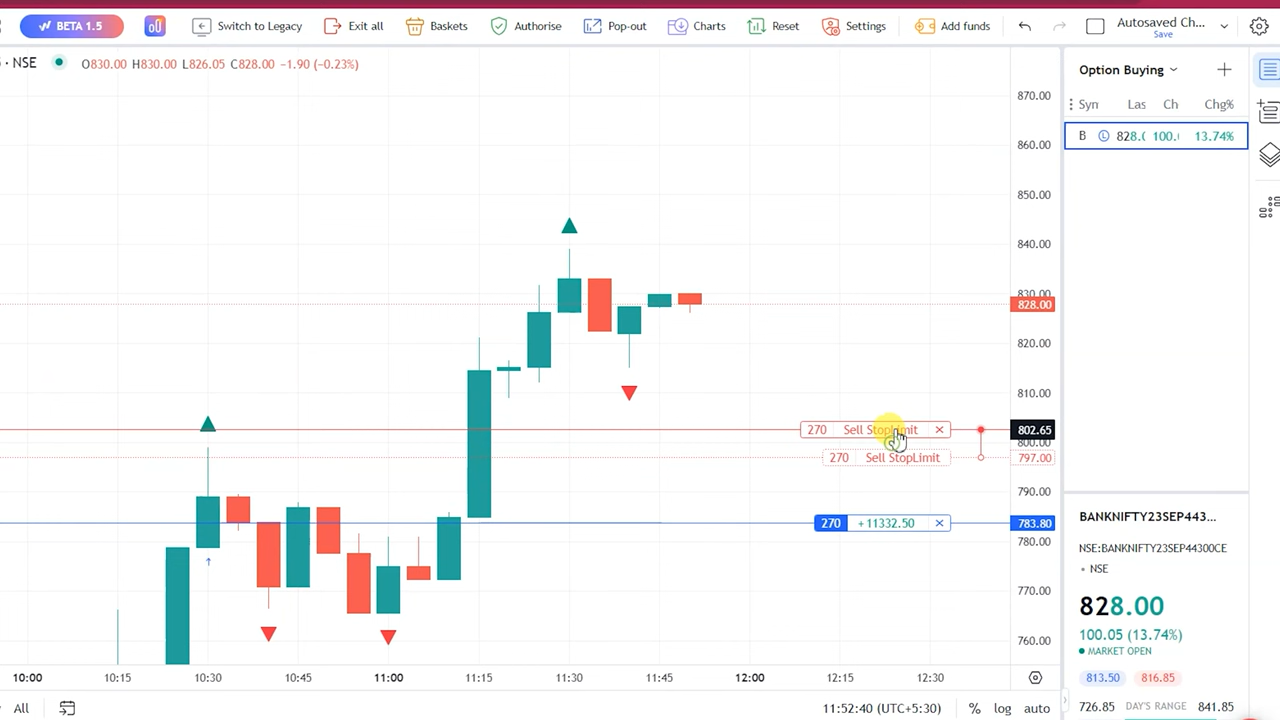 BETA 1.5
Switch to Legacy
Exit all
Baskets
Authorise
Pop-out
Charts
Reset
Settings
Add funds
Autosaved Ch...
Save
· NSE
O830.00 H830.00 L826.05 C828.00 −1.90 (−0.23%)
Option Buying
Syn Las Ch Chg%
B L 828.( 100.( 13.74%
870.00
860.00
850.00
840.00
830.00
828.00
820.00
810.00
270 Sell StopLimit × 802.65
800.00
270 Sell StopLimit 797.00
790.00
270 +11332.50 × 783.80
780.00
770.00
760.00
BANKNIFTY23SEP443...
NSE:BANKNIFTY23SEP44300CE
• NSE
828.00
100.05 (13.74%)
MARKET OPEN
813.50 816.85
726.85 DAY'S RANGE 841.85
10:00 10:15 10:30 10:45 11:00 11:15 11:30 11:45 12:00 12:15 12:30
All
11:52:40 (UTC+5:30) % log auto